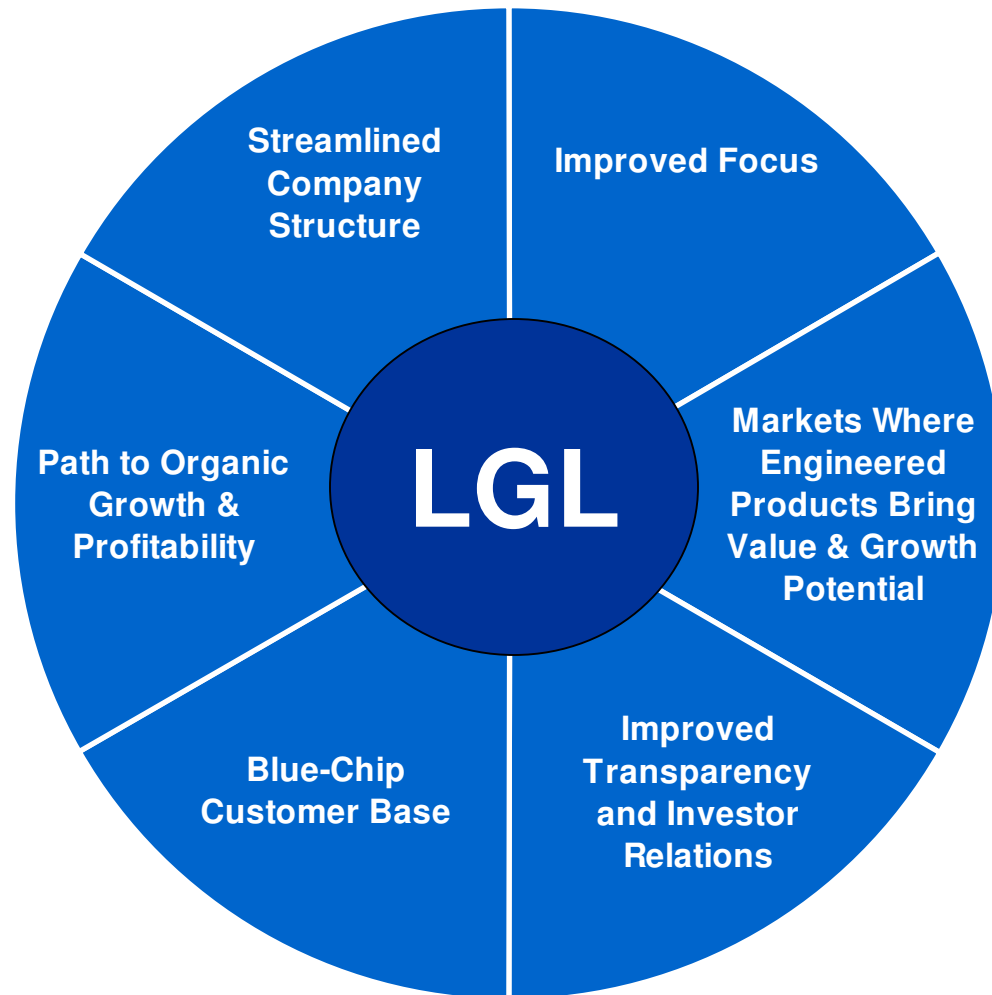 Streamlined
Company
Structure
Improved Focus
Path to Organic
Growth &
Profitability
LGL
Markets Where
Engineered
Products Bring
Value & Growth
Potential
Blue-Chip
Customer Base
Improved
Transparency
and Investor
Relations